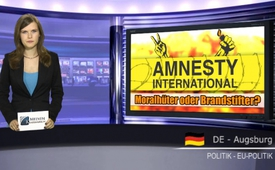 AMNESTY
INTERNATIONAL
Moralhüter oder Brandstifter?
DE - Augsburg
POLITIK - EU-POLITIK